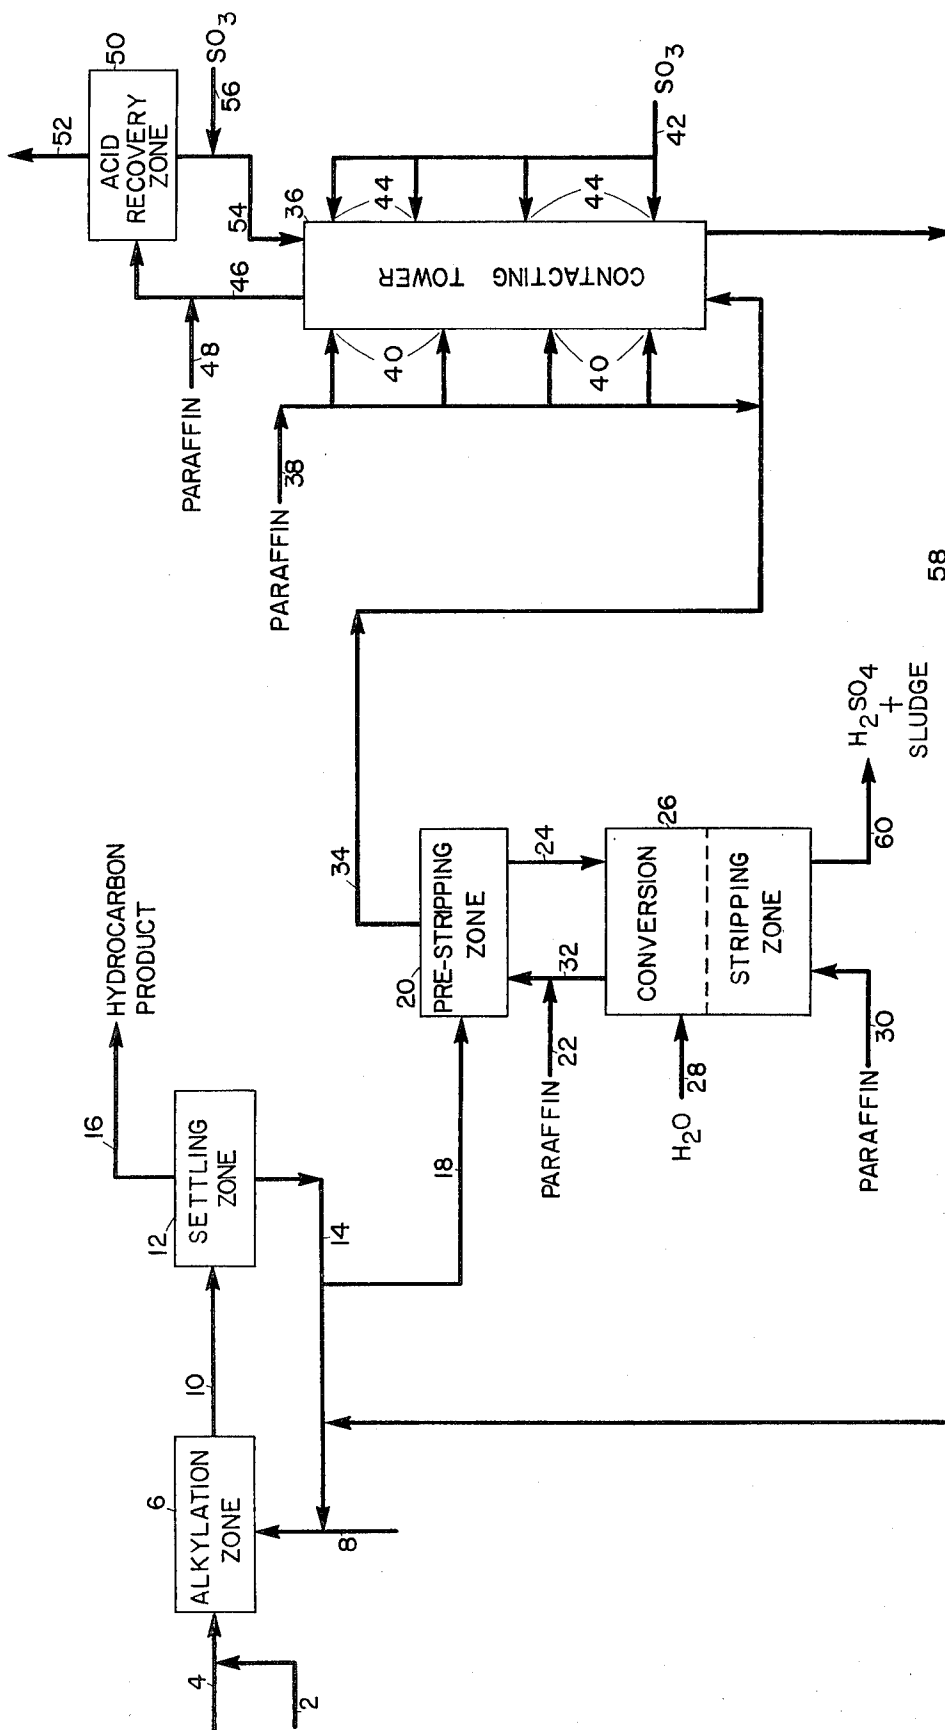 4
2
6
ALKYLATION
ZONE
8
10
12
SETTLING
ZONE
16
HYDROCARBON
PRODUCT
14
18
20
PRE-STRIPPING
ZONE
34
24
32
PARAFFIN
22
CONVERSION
26
STRIPPING
ZONE
H2O
28
PARAFFIN
30
60
H2SO4
+
SLUDGE
58
PARAFFIN
38
PARAFFIN
48
46
40
40
CONTACTING TOWER
36
54
44
44
42
SO3
50
ACID
RECOVERY
ZONE
52
56
SO3